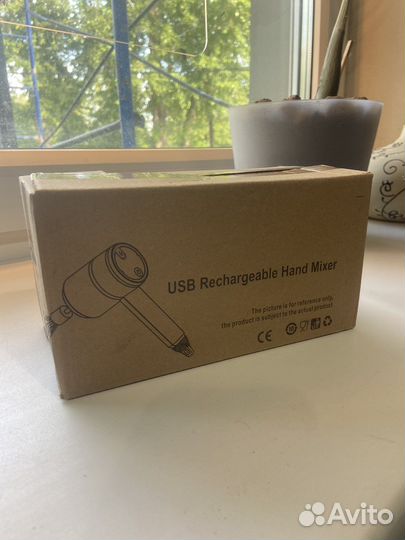 USB Rechargeable Hand Mixer
The picture is for reference only,
the product is subject to the actual product
CE
Avito